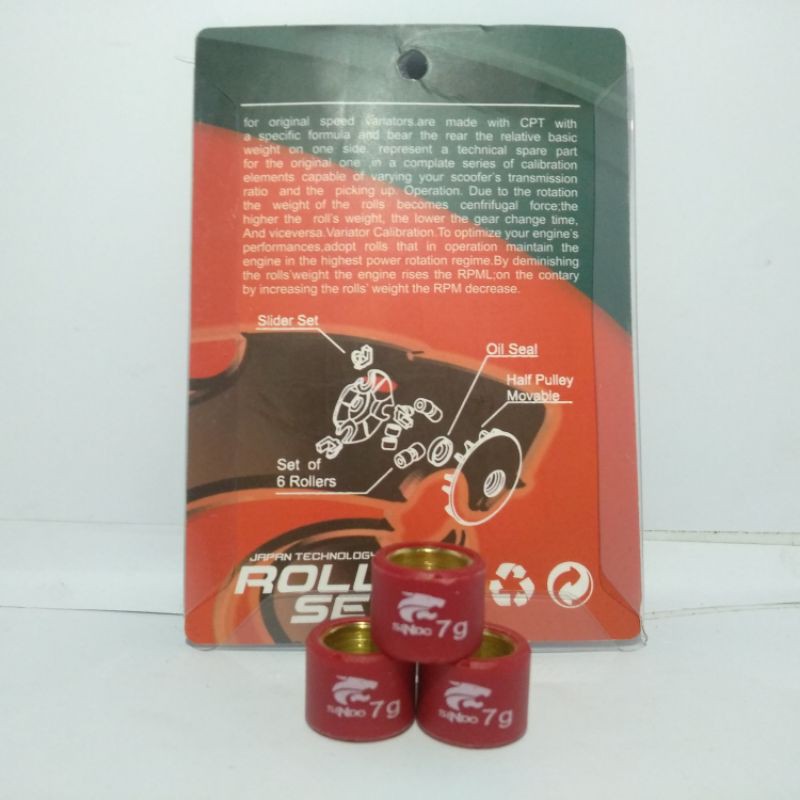 for original speed variators.are made with CPT with
a specific formula and bear the rear the relative basic
weight on one side. represent a technical spare part
for the original one in a complate series of calibration
elements capable of varying your scoofer's transmission
ratio and the picking up. Operation. Due to the rotation
the weight of the rolls becomes cenfrifugal force;the
higher the roll's weight, the lower the gear change time,
And viceversa.Variator Calibration.To optimize your engine's
performances,adopt rolls that in operation maintain the
engine in the highest power rotation regime.By deminishing
the rolls'weight the engine rises the RPML;on the contary
by increasing the rolls' weight the RPM decrease.
Slider Set
Oil Seal
Half Pulley
Movable
Set of
6 Rollers
JAPAN TECHNOLOGY
ROLL
SE
SINDO 7g
SINDO 7g
SINDO 7g